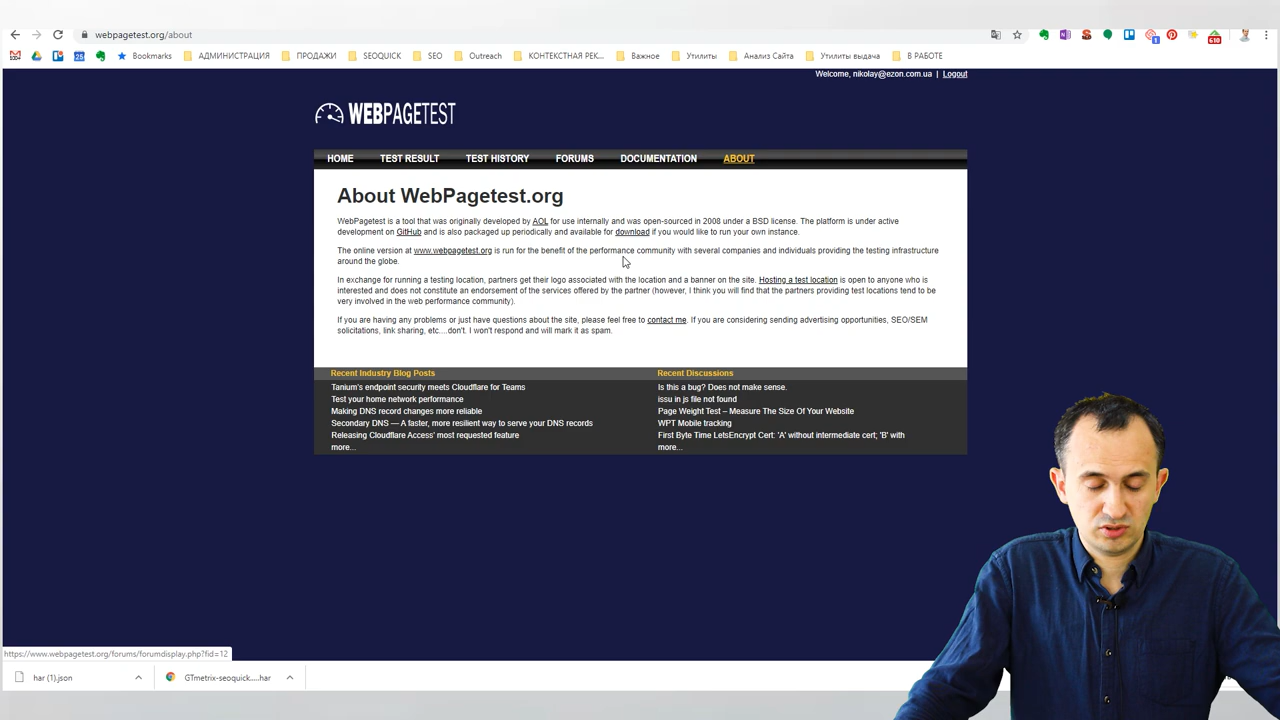 webpagetest.org/about
610
25
Bookmarks АДМИНИСТРАЦИЯ ПРОДАЖИ SEOQUICK SEO Outreach КОНТЕКСТНАЯ РЕК... Важное Утилиты Анализ Сайта Утилиты выдача В РАБОТЕ
Welcome, nikolay@ezon.com.ua | Logout
WEBPAGETEST
HOME TEST RESULT TEST HISTORY FORUMS DOCUMENTATION ABOUT
About WebPagetest.org
WebPagetest is a tool that was originally developed by AOL for use internally and was open-sourced in 2008 under a BSD license. The platform is under active
development on GitHub and is also packaged up periodically and available for download if you would like to run your own instance.
The online version at www.webpagetest.org is run for the benefit of the performance community with several companies and individuals providing the testing infrastructure
around the globe.
In exchange for running a testing location, partners get their logo associated with the location and a banner on the site. Hosting a test location is open to anyone who is
interested and does not constitute an endorsement of the services offered by the partner (however, I think you will find that the partners providing test locations tend to be
very involved in the web performance community).
If you are having any problems or just have questions about the site, please feel free to contact me. If you are considering sending advertising opportunities, SEO/SEM
solicitations, link sharing, etc....don't. I won't respond and will mark it as spam.
Recent Industry Blog Posts
Tanium's endpoint security meets Cloudflare for Teams
Test your home network performance
Making DNS record changes more reliable
Secondary DNS — A faster, more resilient way to serve your DNS records
Releasing Cloudflare Access' most requested feature
more...
Recent Discussions
Is this a bug? Does not make sense.
issu in js file not found
Page Weight Test – Measure The Size Of Your Website
WPT Mobile tracking
First Byte Time LetsEncrypt Cert: 'A' without intermediate cert; 'B' with
more...
https://www.webpagetest.org/forums/forumdisplay.php?fid=12
har (1).json
GTmetrix-seoquick.....har